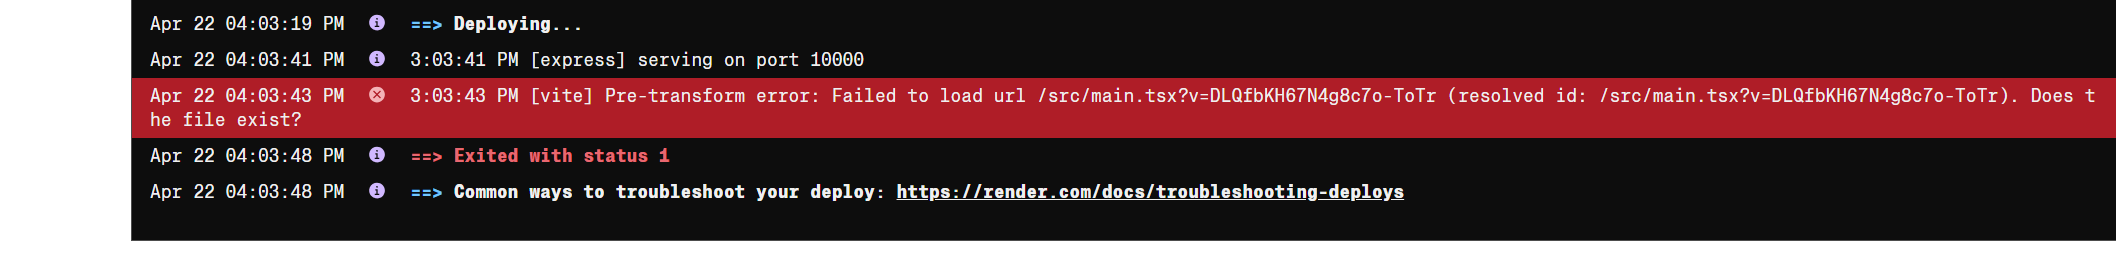 Apr 22 04:03:19 PM ==> Deploying...
Apr 22 04:03:41 PM 3:03:41 PM [express] serving on port 10000
Apr 22 04:03:43 PM 3:03:43 PM [vite] Pre-transform error: Failed to load url /src/main.tsx?v=DLQfbKH67N4g8c7o-ToTr (resolved id: /src/main.tsx?v=DLQfbKH67N4g8c7o-ToTr). Does t
he file exist?
Apr 22 04:03:48 PM ==> Exited with status 1
Apr 22 04:03:48 PM ==> Common ways to troubleshoot your deploy: https://render.com/docs/troubleshooting-deploys